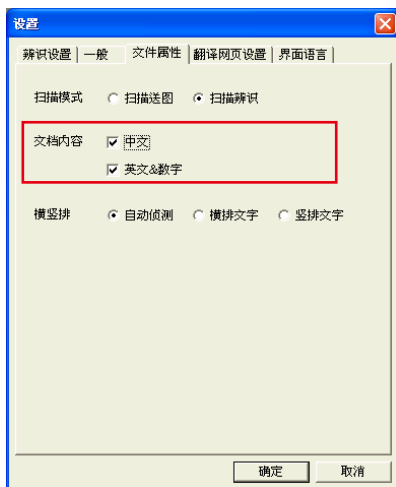 设置
辨识设置 一般 文件属性 翻译网页设置 界面语言
扫描模式 扫描送图 扫描辨识
文档内容 中文
英文&数字
横竖排 自动侦测 横排文字 竖排文字
确定 取消